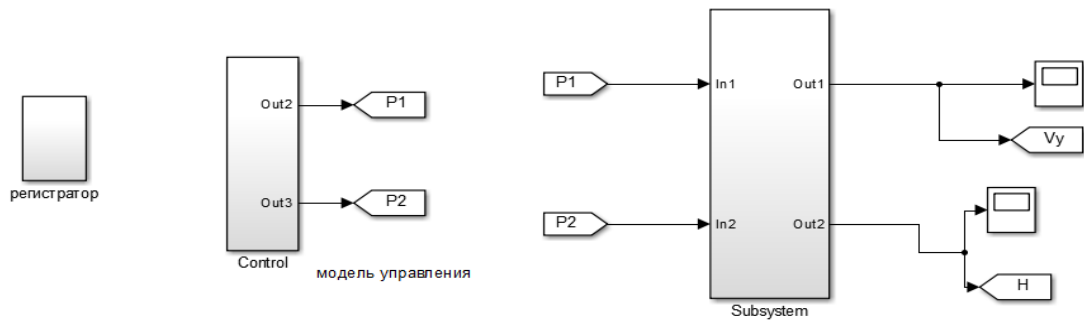 регистратор
Out2
P1
Out3
P2
Control
модель управления
P1
In1
Out1
Vy
P2
In2
Out2
H
Subsystem